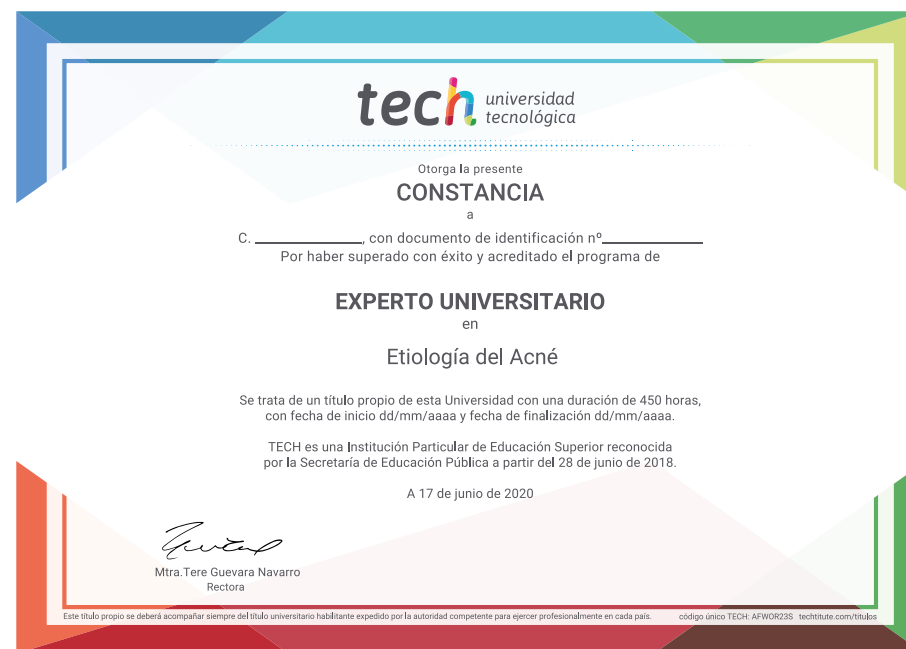 tech universidad
tecnológica
Otorga la presente
CONSTANCIA
a
C. ____________, con documento de identificación nº____________
Por haber superado con éxito y acreditado el programa de
EXPERTO UNIVERSITARIO
en
Etiología del Acné
Se trata de un título propio de esta Universidad con una duración de 450 horas,
con fecha de inicio dd/mm/aaaa y fecha de finalización dd/mm/aaaa.
TECH es una Institución Particular de Educación Superior reconocida
por la Secretaría de Educación Pública a partir del 28 de junio de 2018.
A 17 de junio de 2020
Mtra.Tere Guevara Navarro
Rectora
Este título propio se deberá acompañar siempre del título universitario habilitante expedido por la autoridad competente para ejercer profesionalmente en cada país. código único TECH: AFWOR23S techtitute.com/titulos